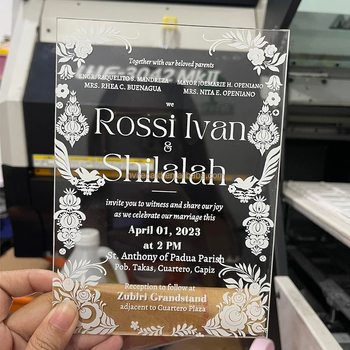 Together with our beloved parents
ENGR. RAQUELITO S. MANDREZA
MAYOR JOEMARIE H. OPENIANO
MRS. RHEA C. BUENAGUA
MRS. NITA E. OPENIANO
we
Rossi Ivan
&
Shilalah
invite you to witness and share our joy
as we celebrate our marriage this
April 01, 2023
at 2 PM
St. Anthony of Padua Parish
Pob. Takas, Cuartero, Capiz
Reception to follow at
Zubiri Grandstand
adjacent to Cuartero Plaza